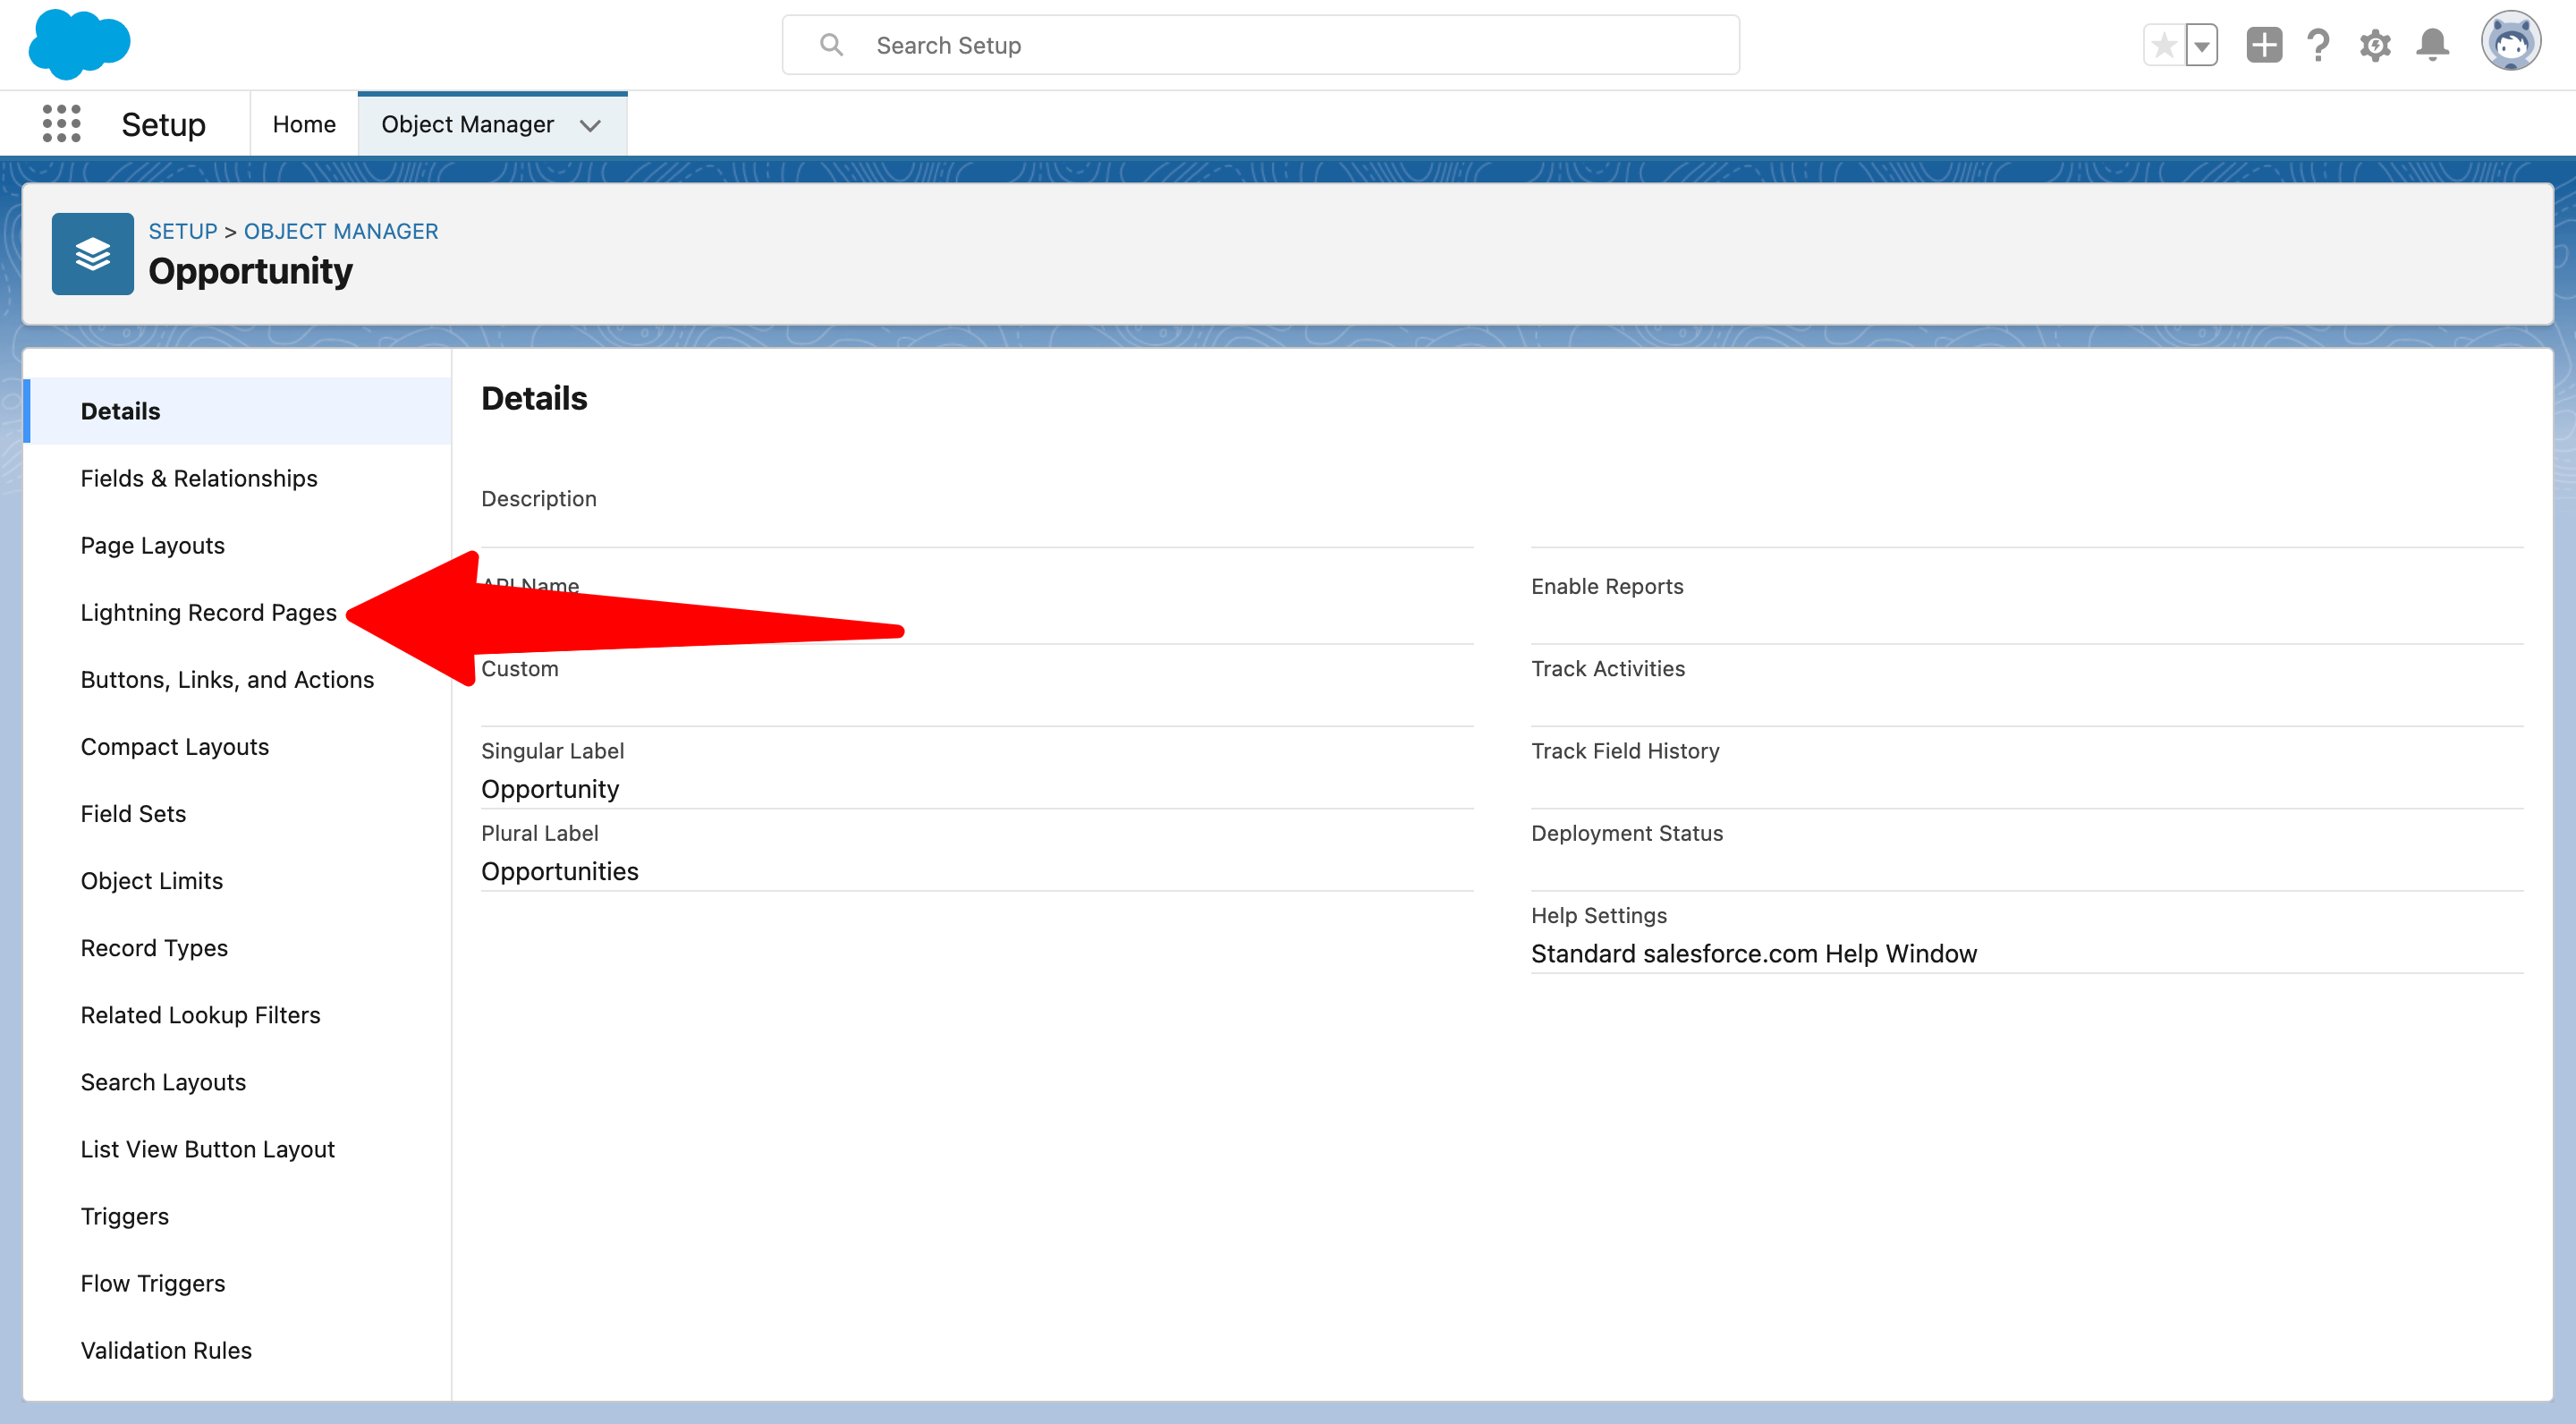 Search Setup
Setup
Home
Object Manager
SETUP > OBJECT MANAGER
Opportunity
Details
Fields & Relationships
Page Layouts
Lightning Record Pages
Buttons, Links, and Actions
Compact Layouts
Field Sets
Object Limits
Record Types
Related Lookup Filters
Search Layouts
List View Button Layout
Triggers
Flow Triggers
Validation Rules
Details
Description
API Name
Custom
Singular Label
Opportunity
Plural Label
Opportunities
Enable Reports
Track Activities
Track Field History
Deployment Status
Help Settings
Standard salesforce.com Help Window